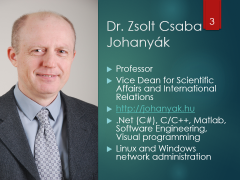 3
Dr. Zsolt Csaba
Johanyák
Professor
Vice Dean for Scientific
Affairs and International
Relations
http://johanyak.hu
.Net (C#), C/C++, Matlab,
Software Engineering,
Visual programming
Linux and Windows
network administration